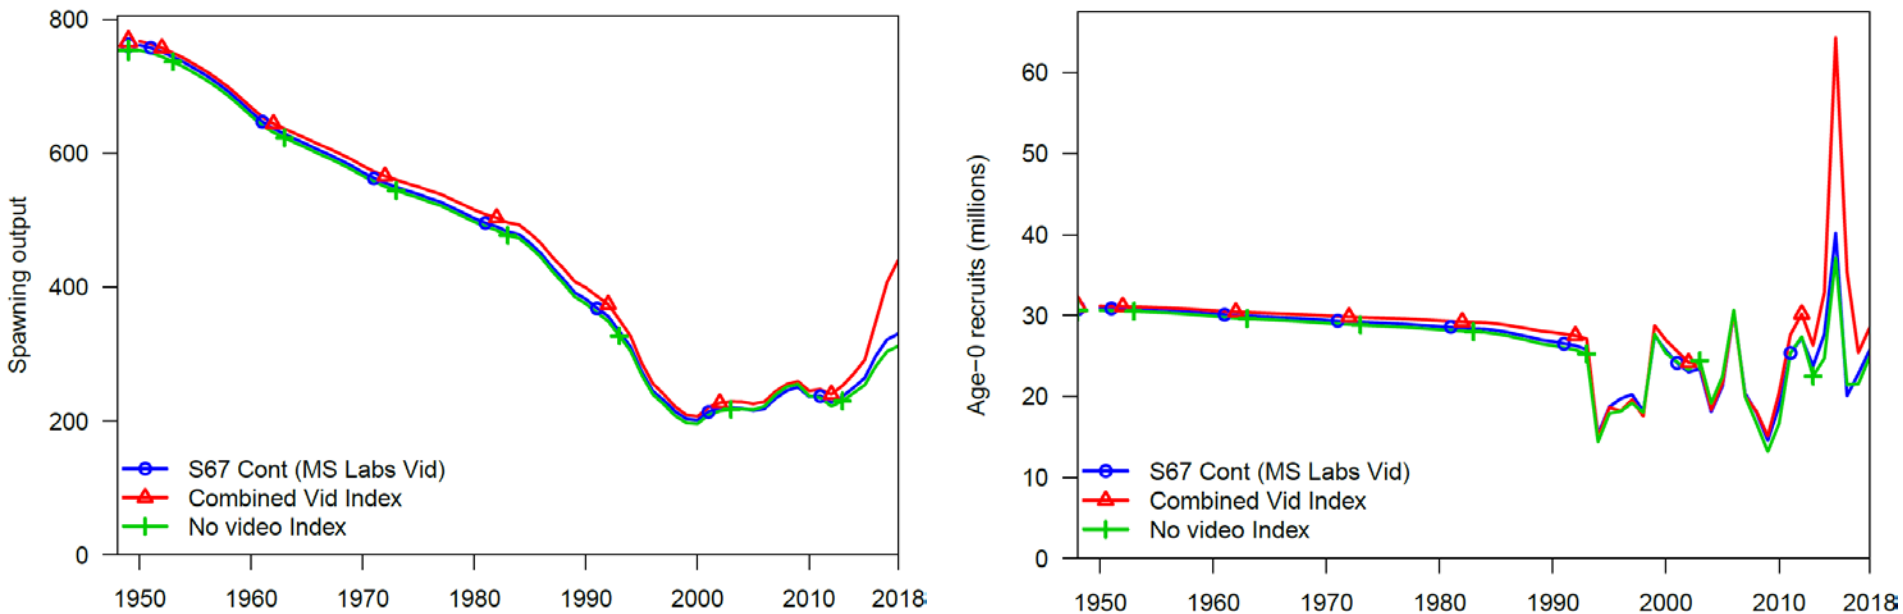 Spawning output
800
600
400
200
0
S67 Cont (MS Labs Vid)
Combined Vid Index
No video Index
1950 1960 1970 1980 1990 2000 2010 2018
Age−0 recruits (millions)
60
50
40
30
20
10
0
S67 Cont (MS Labs Vid)
Combined Vid Index
No video Index
1950 1960 1970 1980 1990 2000 2010 2018